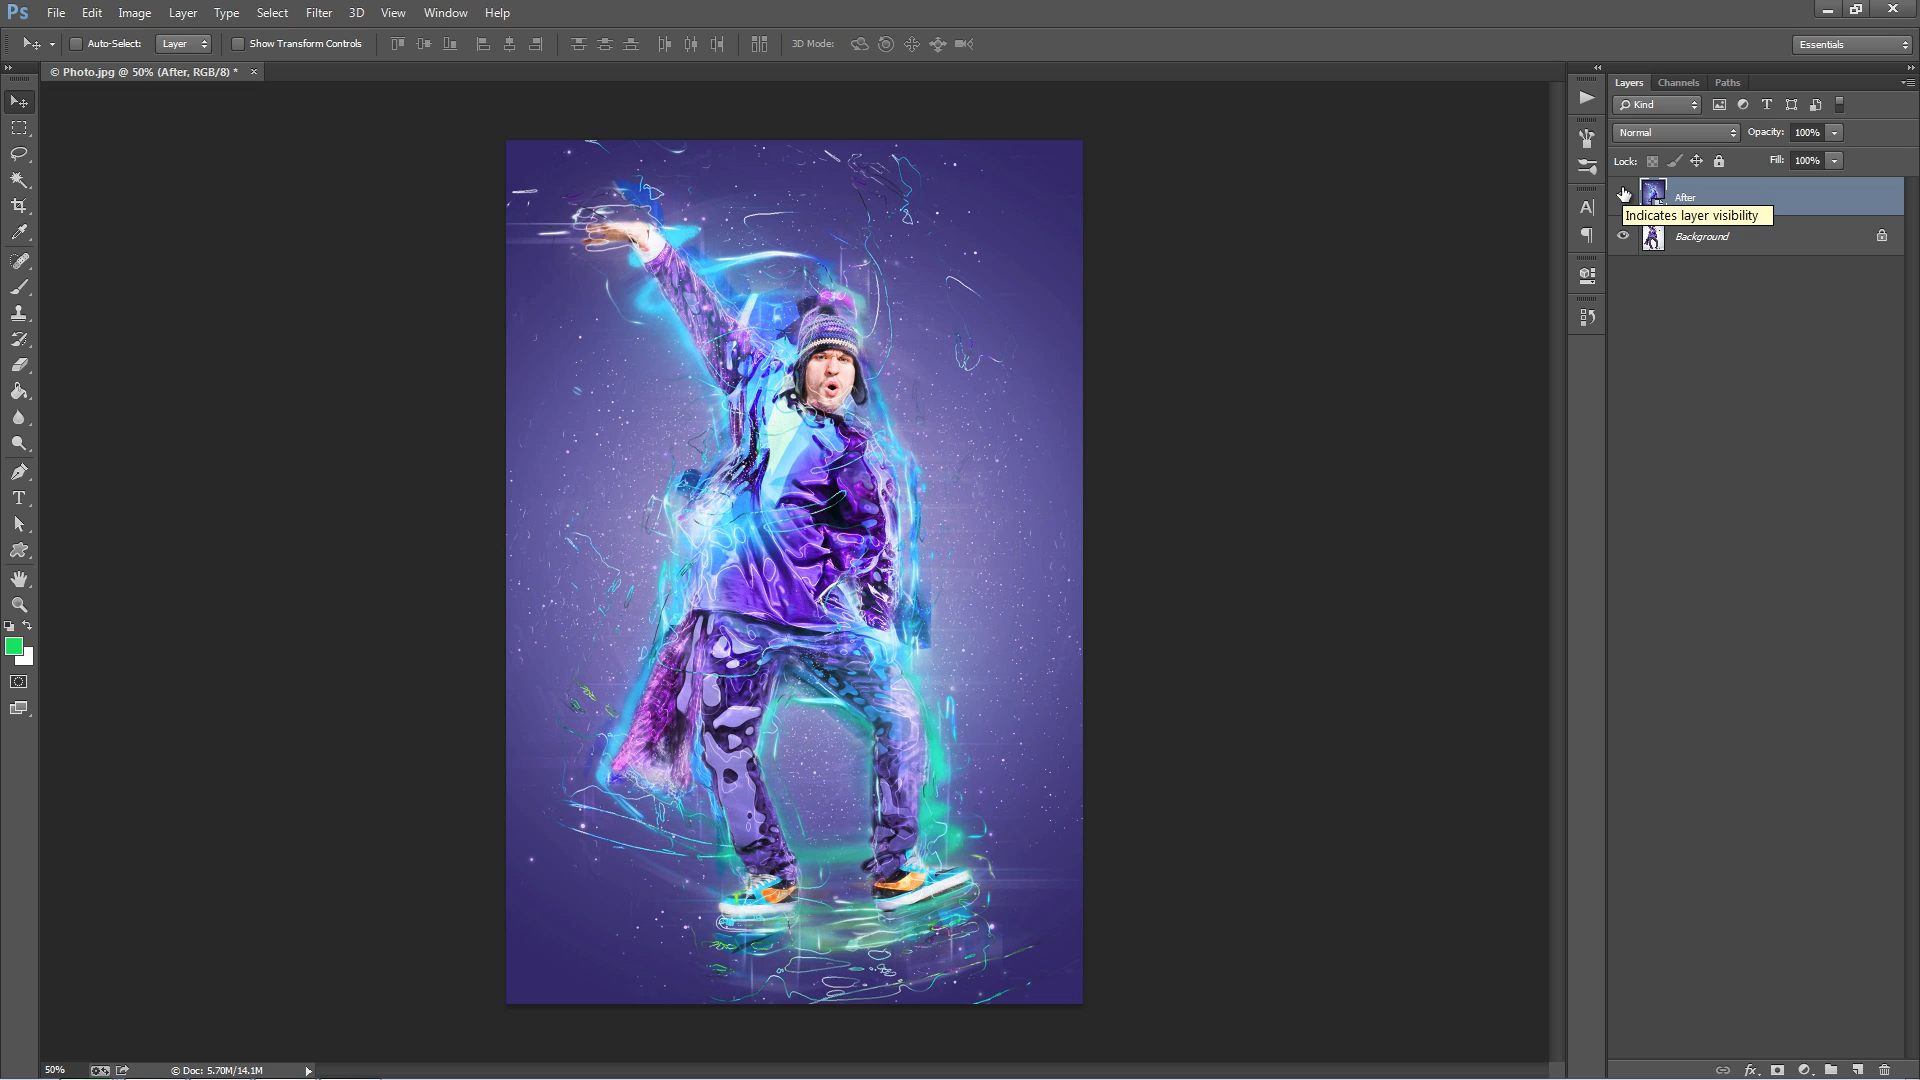 Ps File Edit Image Layer Type Select Filter 3D View Window Help
Auto-Select: Layer Show Transform Controls 3D Mode: Essentials
© Photo.jpg @ 50% (After, RGB/8) * ×
Layers Channels Paths
Kind
Normal Opacity: 100%
Lock: Fill: 100%
After
Indicates layer visibility
Background
50% © Doc: 5.70M/14.1M